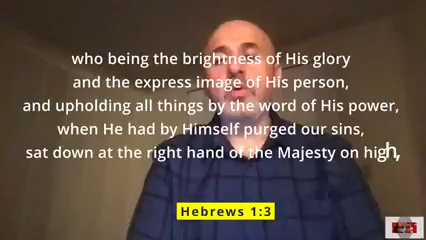 who being the brightness of His glory
and the express image of His person,
and upholding all things by the word of His power,
when He had by Himself purged our sins,
sat down at the right hand of the Majesty on high,
Hebrews 1:3